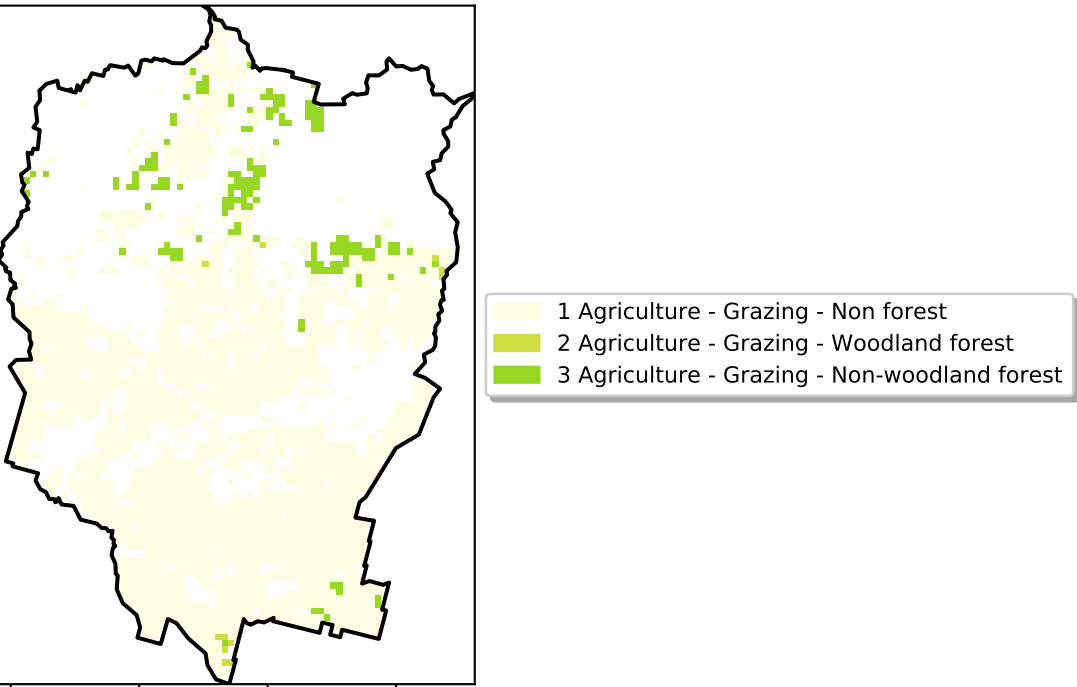 1 Agriculture - Grazing - Non forest
2 Agriculture - Grazing - Woodland forest
3 Agriculture - Grazing - Non-woodland forest